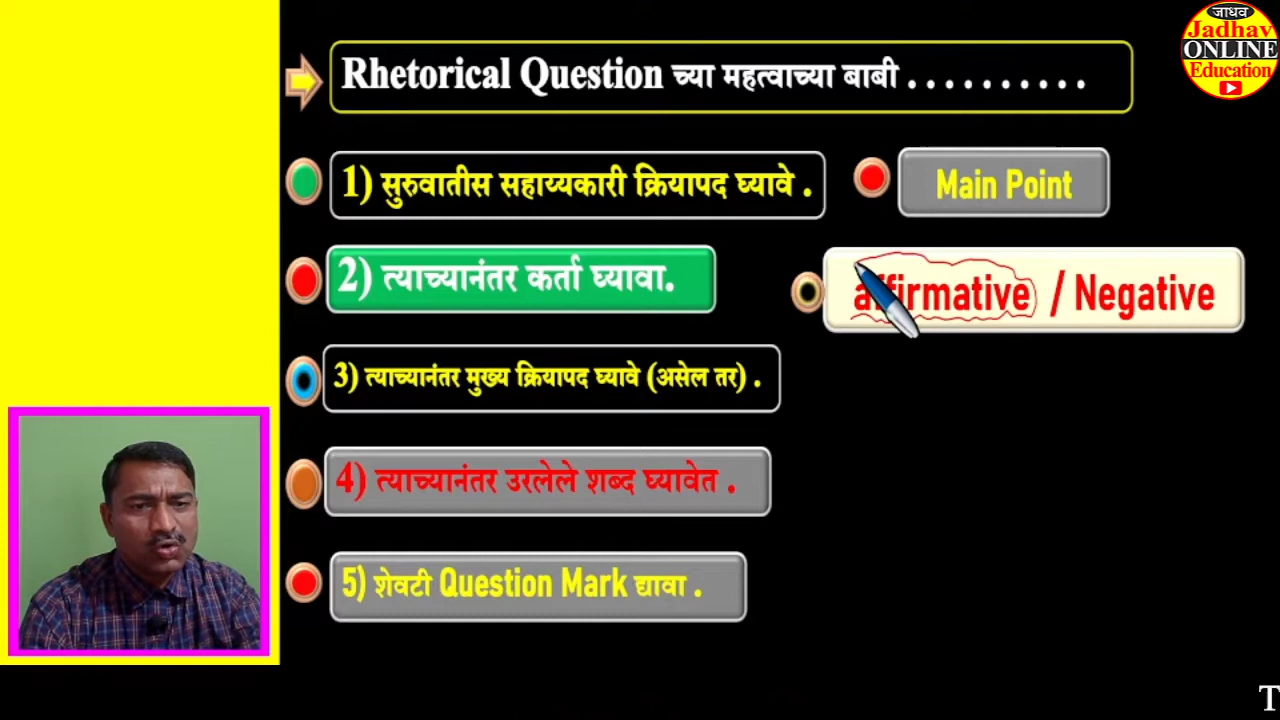 जाधव
Jadhav
ONLINE
Education
Rhetorical Question च्या महत्वाच्या बाबी . . . . . . . . . .
1) सुरुवातीस सहाय्यकारी क्रियापद घ्यावे .
Main Point
2) त्याच्यानंतर कर्ता घ्यावा.
affirmative / Negative
3) त्याच्यानंतर मुख्य क्रियापद घ्यावे (असेल तर) .
4) त्याच्यानंतर उरलेले शब्द घ्यावेत .
5) शेवटी Question Mark द्यावा .
T